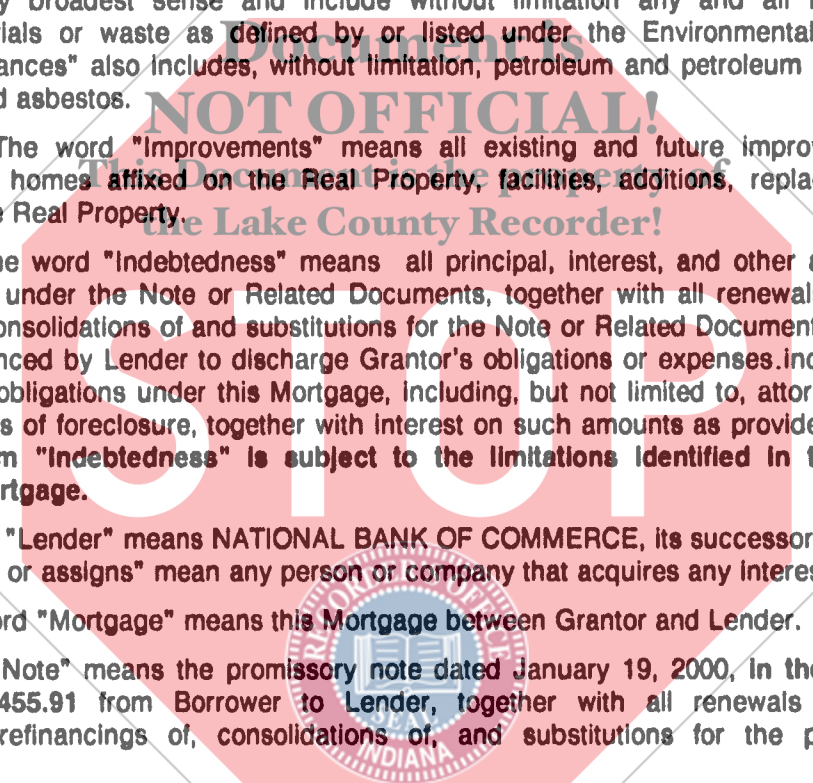 broadest sense and include without limitation any and all
rials or waste as defined by or listed under the Environmental
Document is
ances" also includes, without limitation, petroleum and petroleum
d asbestos.
NOT OFFICIAL!
The word "Improvements" means all existing and future improv
This Document is the property of
homes affixed on the Real Property, facilities, additions, repla
e Real Property.
the Lake County Recorder!
he word "Indebtedness" means all principal, interest, and other a
under the Note or Related Documents, together with all renewal
onsolidations of and substitutions for the Note or Related Document
nced by Lender to discharge Grantor's obligations or expenses.inc
obligations under this Mortgage, including, but not limited to, attor
s of foreclosure, together with interest on such amounts as provide
m "Indebtedness" is subject to the limitations identified in t
rtgage.
STOP
"Lender" means NATIONAL BANK OF COMMERCE, its successor
or assigns" mean any person or company that acquires any interes
rd "Mortgage" means this Mortgage between Grantor and Lender.
Note" means the promissory note dated January 19, 2000, in the
455.91 from Borrower to Lender, together with all renewals
refinancings of, consolidations of, and substitutions for the p
RECORDER'S OFFICE
SEAL
INDIANA